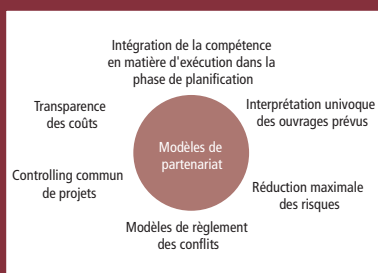 Intégration de la compétence
en matière d'exécution dans la
phase de planification
Transparence
des coûts
Interprétation univoque
des ouvrages prévus
Modèles de
partenariat
Controlling commun
de projets
Réduction maximale
des risques
Modèles de règlement
des conflits